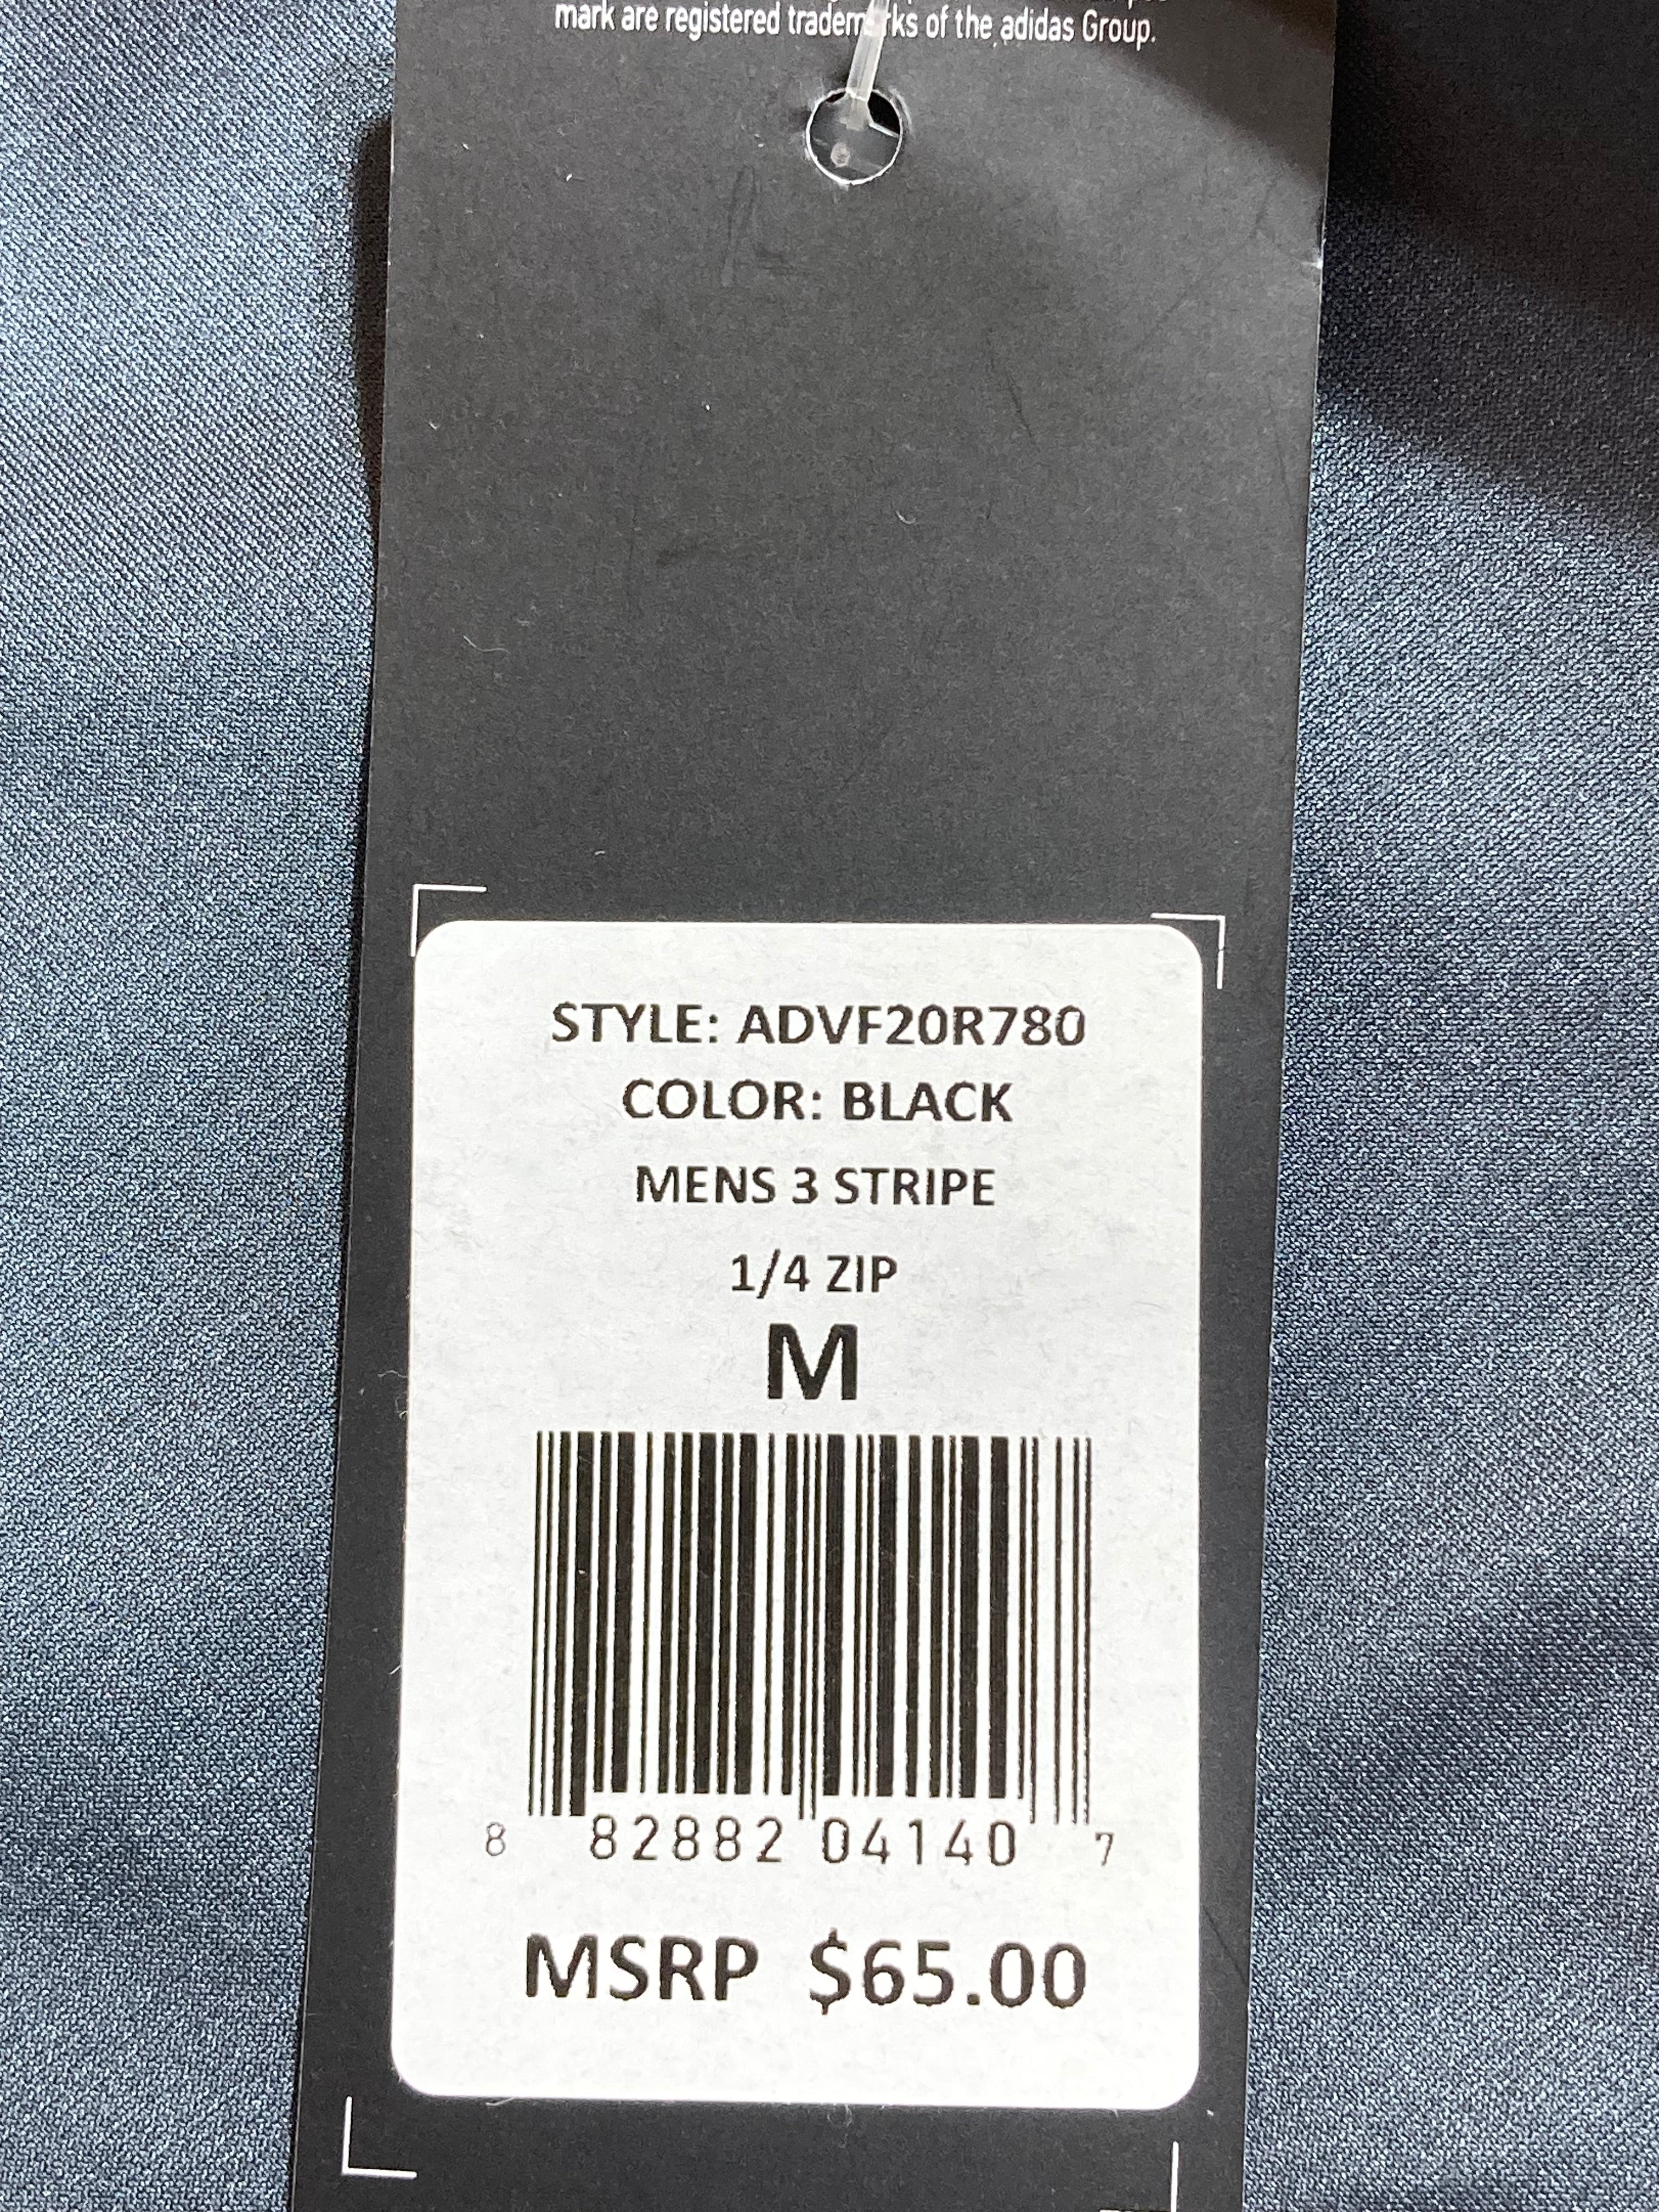 mark are registered trademarks of the adidas Group.
STYLE: ADVF20R780
COLOR: BLACK
MENS 3 STRIPE
1/4 ZIP
M
8 82882 04140 7
MSRP $65.00